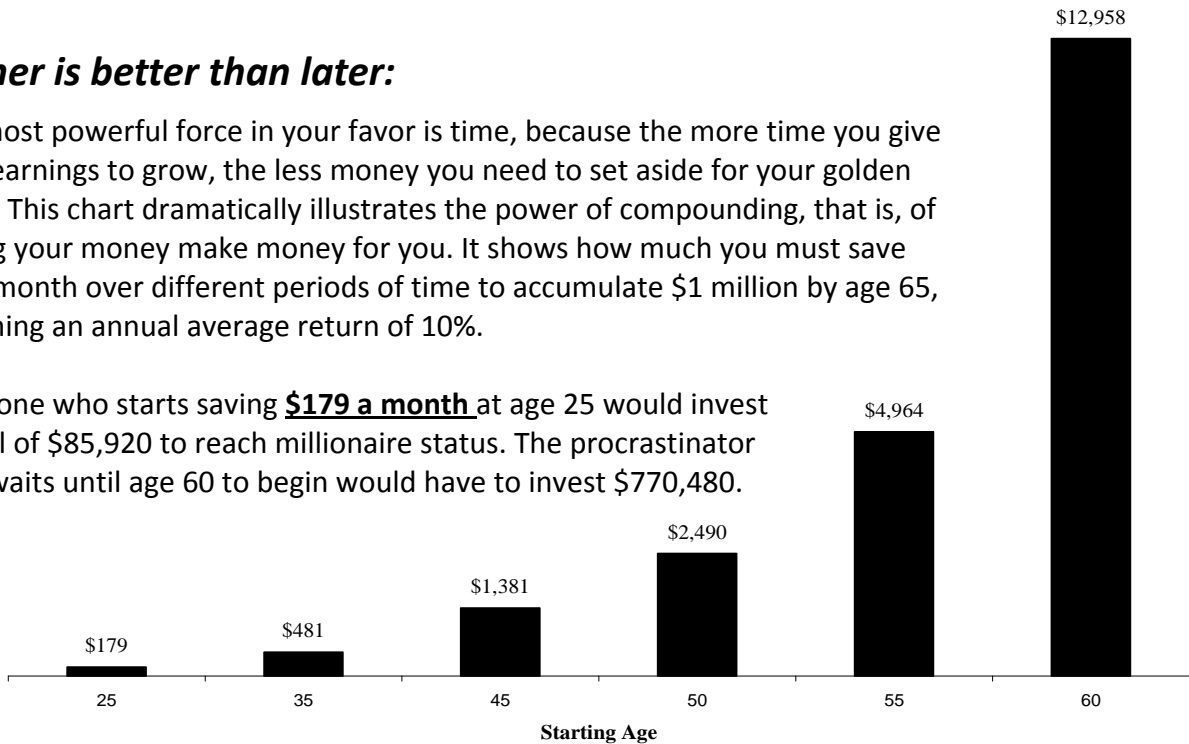 $12,958
ner is better than later:
ost powerful force in your favor is time, because the more time you give
earnings to grow, the less money you need to set aside for your golden
This chart dramatically illustrates the power of compounding, that is, of
g your money make money for you. It shows how much you must save
month over different periods of time to accumulate $1 million by age 65,
ning an annual average return of 10%.
one who starts saving $179 a month at age 25 would invest
l of $85,920 to reach millionaire status. The procrastinator
waits until age 60 to begin would have to invest $770,480.
$4,964
$2,490
$1,381
$481
$179
25 35 45 50 55 60
Starting Age